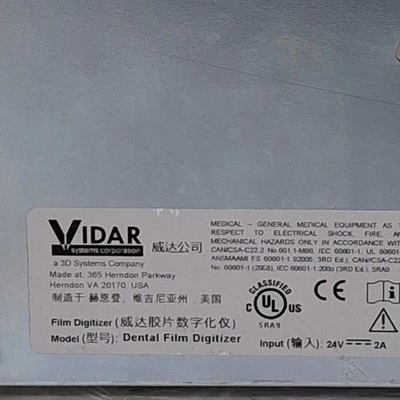 VIDAR
systems corporation
威达公司
a 3D Systems Company
Made at: 365 Herndon Parkway
Herndon VA 20170, USA
制造于 赫恩登、维吉尼亚州、美国
Film Digitizer (威达胶片数字化仪)
Model (型号): Dental Film Digitizer
MEDICAL – GENERAL MEDICAL EQUIPMENT AS T
RESPECT TO ELECTRICAL SHOCK, FIRE, AN
MECHANICAL HAZARDS ONLY IN ACCORDANCE WITH
CAN/CSA-C22.2 No.601.1-M90, IEC 60601-1, UL 60601
ANSI/AAMI FS 60601-1 :2005, 3RD Ed.), CAN/CSA-C22
No. 60601-1 (2008), IEC 60601-1:2005 (3RD Ed.), SRA9
CLASSIFIED
C UL US
SRA9
Input (输入): 24V 2A